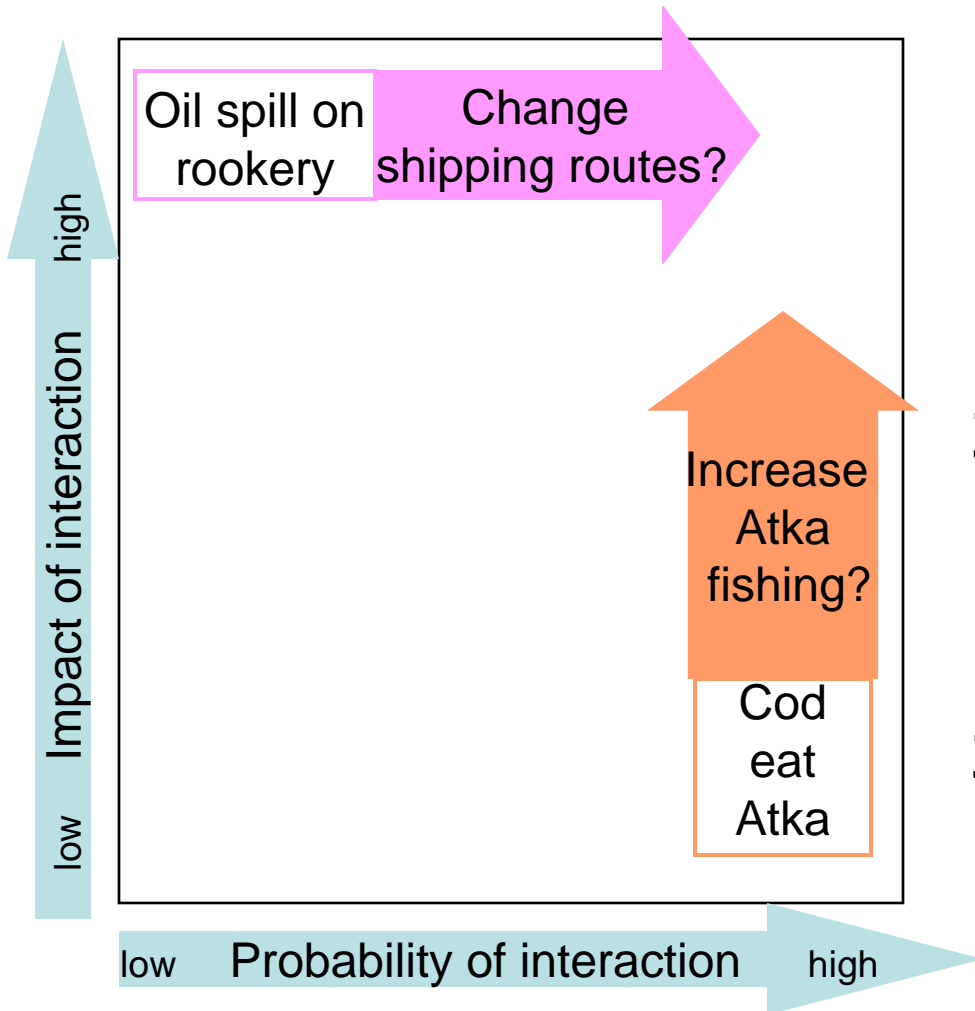 Oil spill on
rookery
Change
shipping routes?
Increase
Atka
fishing?
Cod
eat
Atka
low Impact of interaction high
low Probability of interaction high